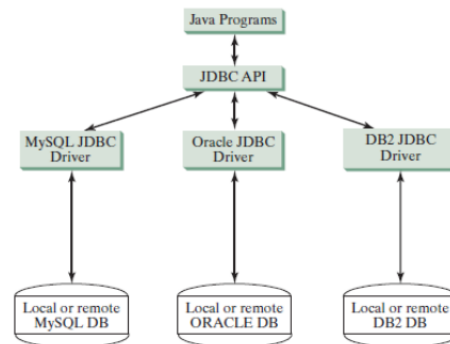 Java Programs
JDBC API
MySQL JDBC
Driver
Oracle JDBC
Driver
DB2 JDBC
Driver
Local or remote
MySQL DB
Local or remote
ORACLE DB
Local or remote
DB2 DB